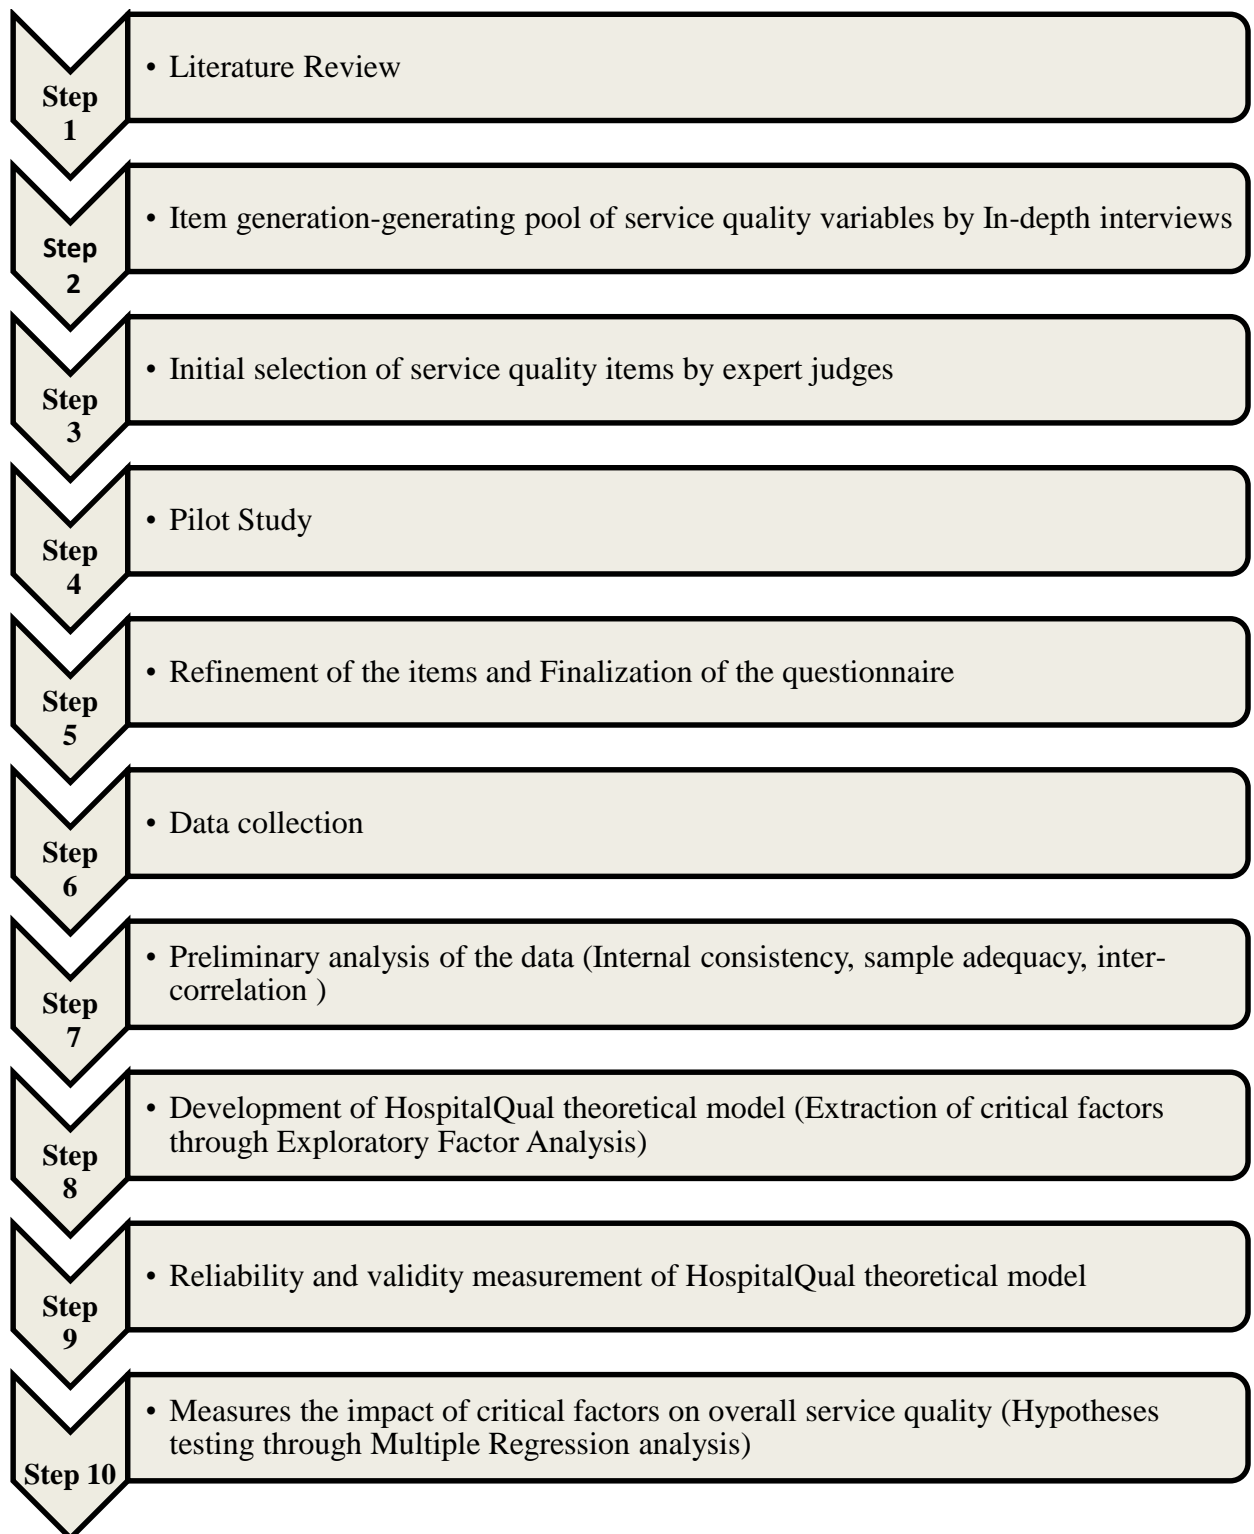 • Literature Review
Step
1
• Item generation-generating pool of service quality variables by In-depth interviews
Step
2
• Initial selection of service quality items by expert judges
Step
3
• Pilot Study
Step
4
• Refinement of the items and Finalization of the questionnaire
Step
5
• Data collection
Step
6
• Preliminary analysis of the data (Internal consistency, sample adequacy, inter-
correlation )
Step
7
• Development of HospitalQual theoretical model (Extraction of critical factors
through Exploratory Factor Analysis)
Step
8
• Reliability and validity measurement of HospitalQual theoretical model
Step
9
• Measures the impact of critical factors on overall service quality (Hypotheses
testing through Multiple Regression analysis)
Step 10